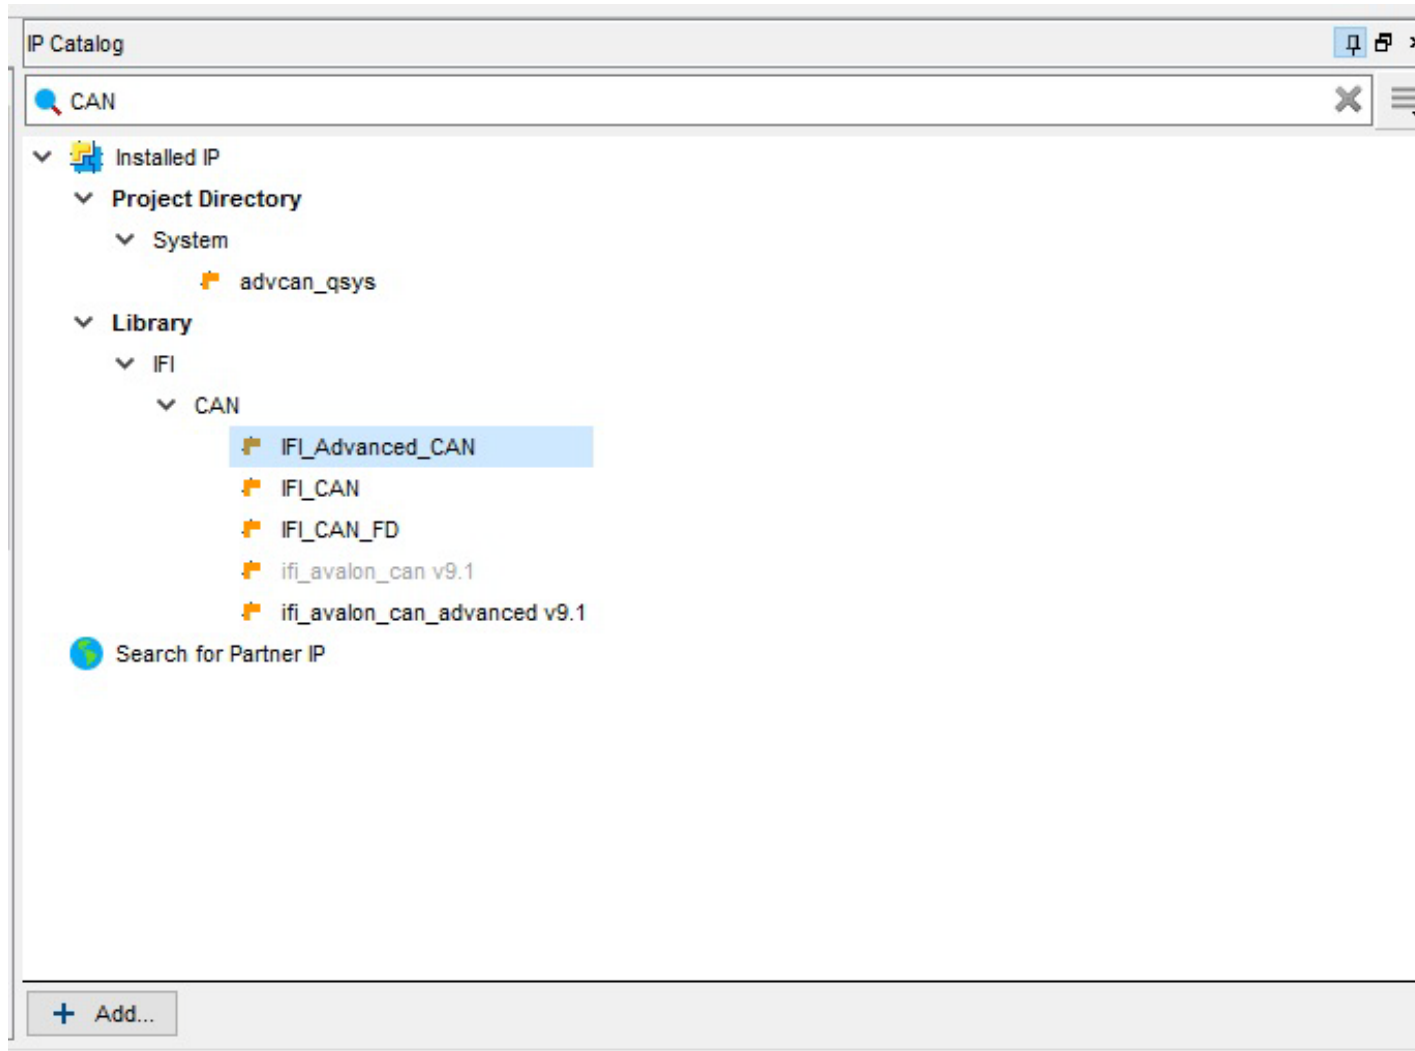 IP Catalog
CAN
Installed IP
Project Directory
System
advcan_qsys
Library
IFI
CAN
IFI_Advanced_CAN
IFI_CAN
IFI_CAN_FD
ifi_avalon_can v9.1
ifi_avalon_can_advanced v9.1
Search for Partner IP
+ Add...